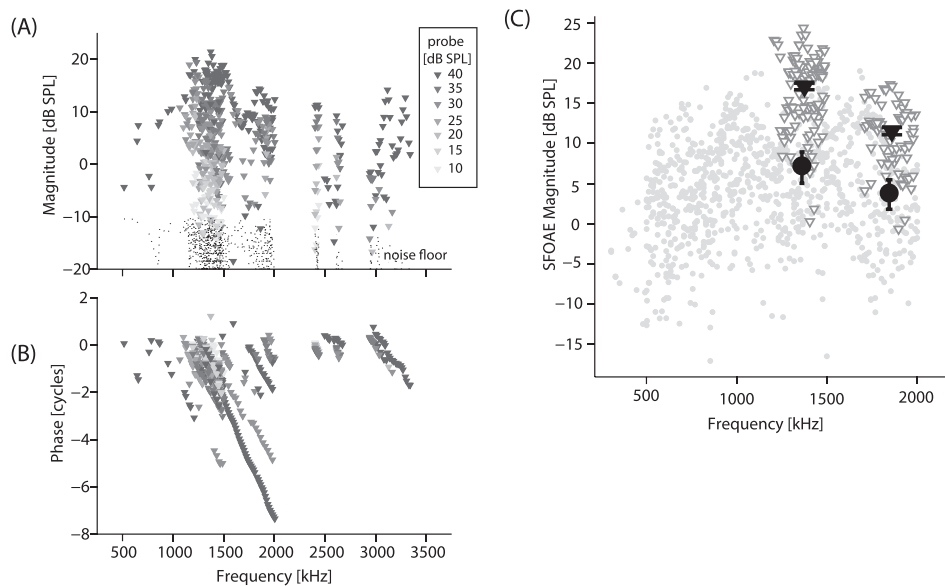 (A)
Magnitude [dB SPL]
20
10
0
−10
−20
probe
[dB SPL]
40
35
30
25
20
15
10
noise floor
(B)
Phase [cycles]
2
0
−2
−4
−6
−8
500 1000 1500 2000 2500 3000 3500
Frequency [kHz]
(C)
SFOAE Magnitude [dB SPL]
25
20
15
10
5
0
−5
−10
−15
500 1000 1500 2000
Frequency [kHz]